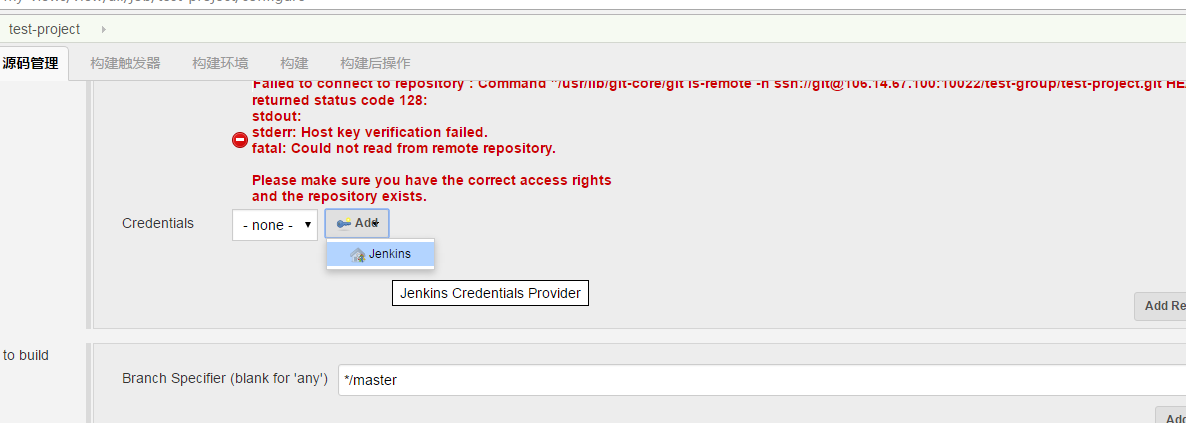 test-project
源码管理 构建触发器 构建环境 构建 构建后操作
Failed to connect to repository : Command "/usr/lib/git-core/git ls-remote -h ssh://git@106.14.67.100:10022/test-group/test-project.git HE
returned status code 128:
stdout:
stderr: Host key verification failed.
fatal: Could not read from remote repository.
Please make sure you have the correct access rights
and the repository exists.
Credentials - none - Add
Jenkins
Jenkins Credentials Provider
Add Re
to build
Branch Specifier (blank for 'any') */master
Add